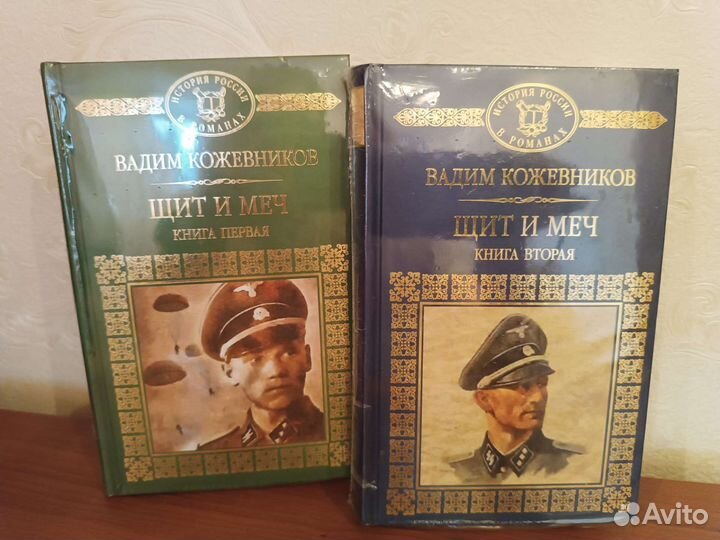 ИСТОРИЯ РОССИИ
В РОМАНАХ
ВАДИМ КОЖЕВНИКОВ
ЩИТ И МЕЧ
КНИГА ПЕРВАЯ
ИСТОРИЯ РОССИИ
В РОМАНАХ
ВАДИМ КОЖЕВНИКОВ
ЩИТ И МЕЧ
КНИГА ВТОРАЯ
Avito